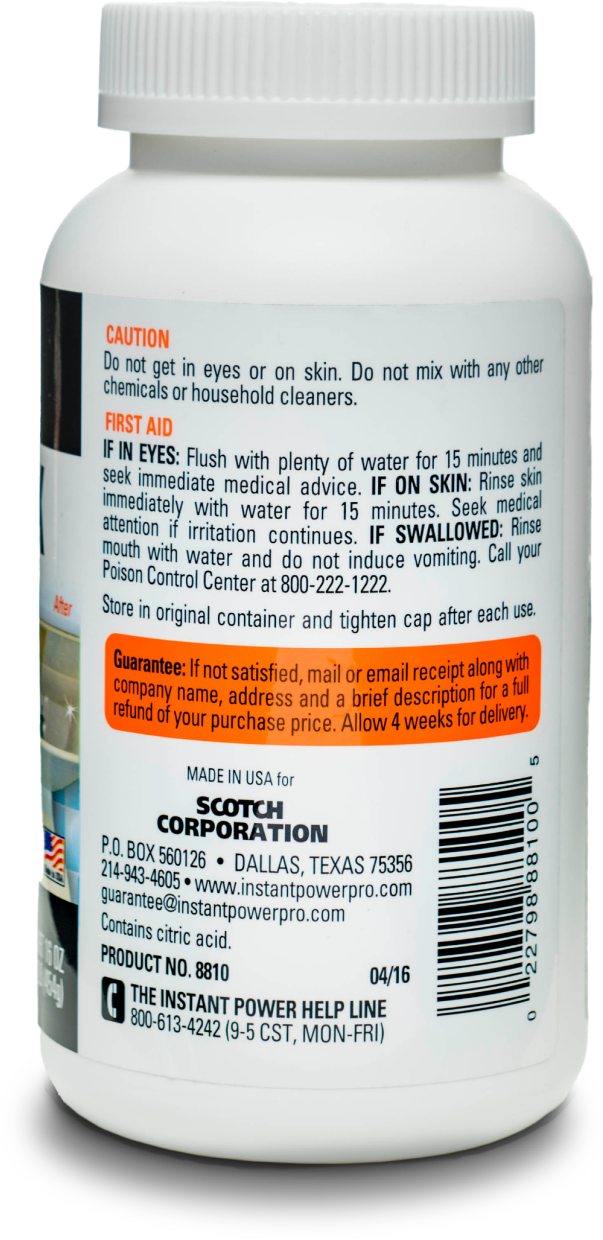 CAUTION
Do not get in eyes or on skin. Do not mix with any other
chemicals or household cleaners.
FIRST AID
IF IN EYES: Flush with plenty of water for 15 minutes and
seek immediate medical advice. IF ON SKIN: Rinse skin
immediately with water for 15 minutes. Seek medical
attention if irritation continues. IF SWALLOWED: Rinse
mouth with water and do not induce vomiting. Call your
Poison Control Center at 800-222-1222.
After
Store in original container and tighten cap after each use.
Guarantee: If not satisfied, mail or email receipt along with
company name, address and a brief description for a full
refund of your purchase price. Allow 4 weeks for delivery.
MADE IN USA for
SCOTCH
CORPORATION
P.O. BOX 560126 • DALLAS, TEXAS 75356
214-943-4605 • www.instantpowerpro.com
guarantee@instantpowerpro.com
Contains citric acid.
PRODUCT NO. 8810 04/16
THE INSTANT POWER HELP LINE
800-613-4242 (9-5 CST, MON-FRI)
0 22798 88100 5
16 OZ